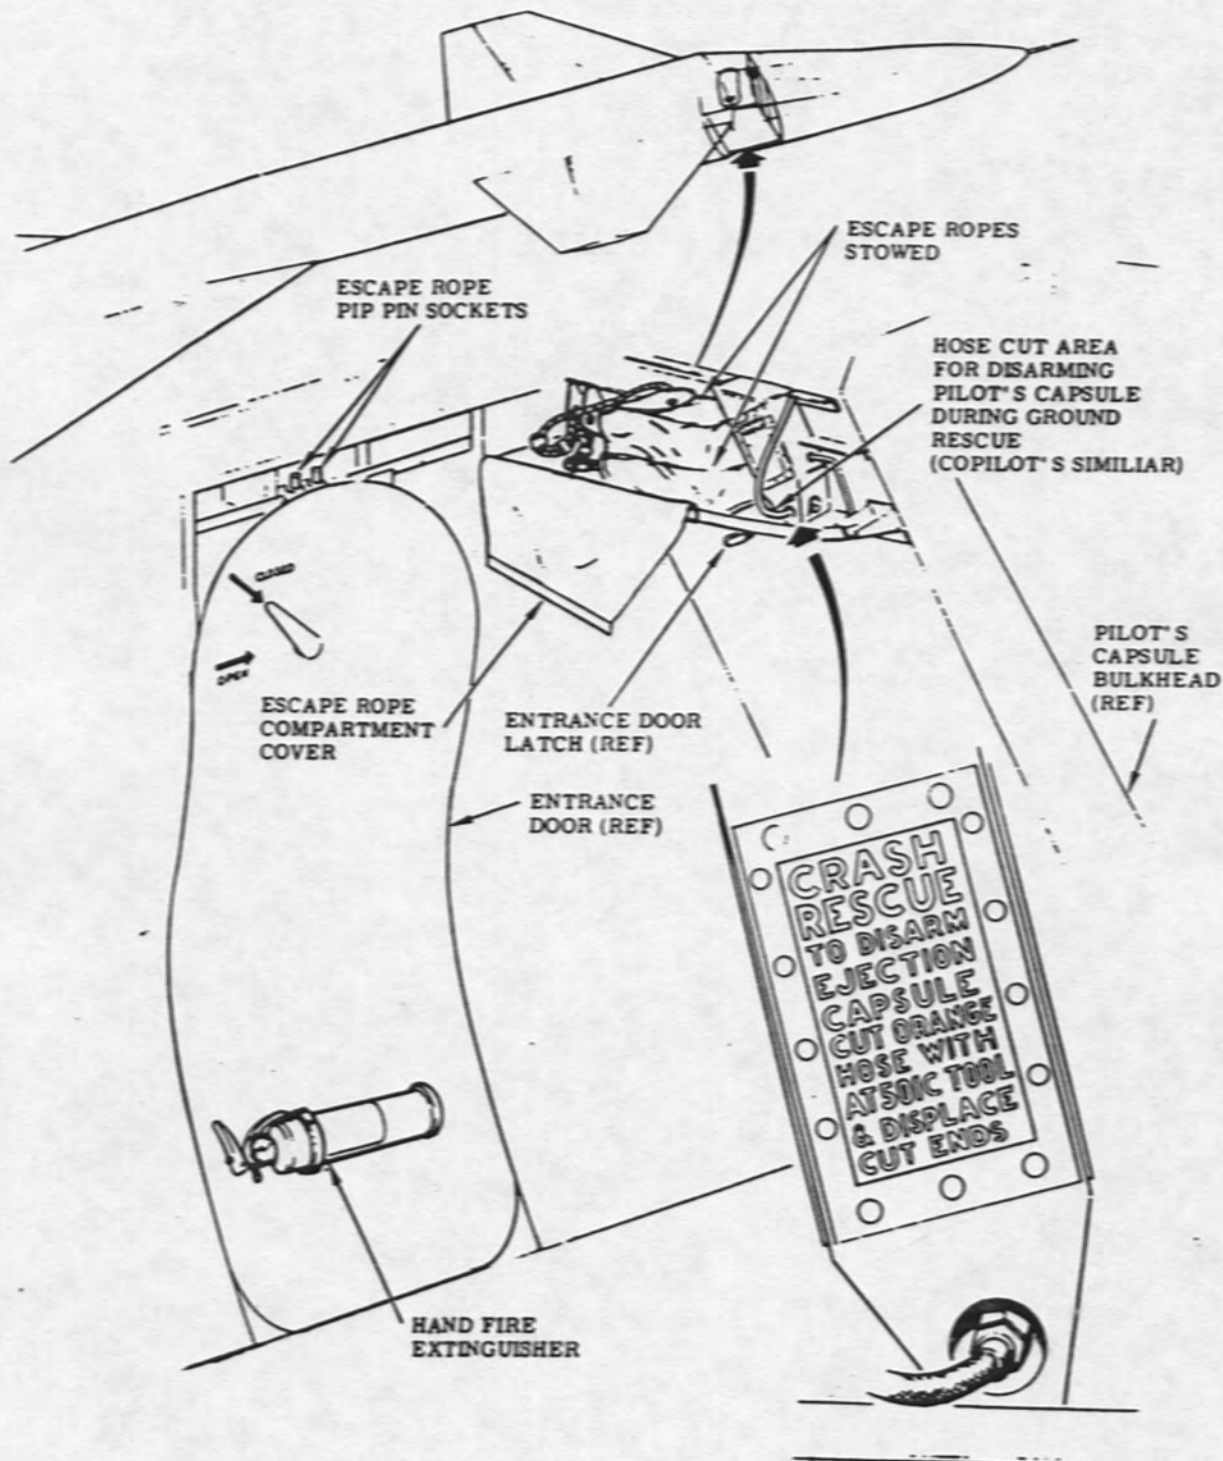 ESCAPE ROPES
STOWED
ESCAPE ROPE
PIP PIN SOCKETS
HOSE CUT AREA
FOR DISARMING
PILOT'S CAPSULE
DURING GROUND
RESCUE
(COPILOT'S SIMILIAR)
CLOSED
OPEN
PILOT'S
CAPSULE
BULKHEAD
(REF)
ESCAPE ROPE
COMPARTMENT
COVER
ENTRANCE DOOR
LATCH (REF)
ENTRANCE
DOOR (REF)
CRASH
RESCUE
TO DISARM
EJECTION
CAPSULE
CUT ORANGE
HOSE WITH
AT50IC TOOL
& DISPLACE
CUT ENDS
HAND FIRE
EXTINGUISHER